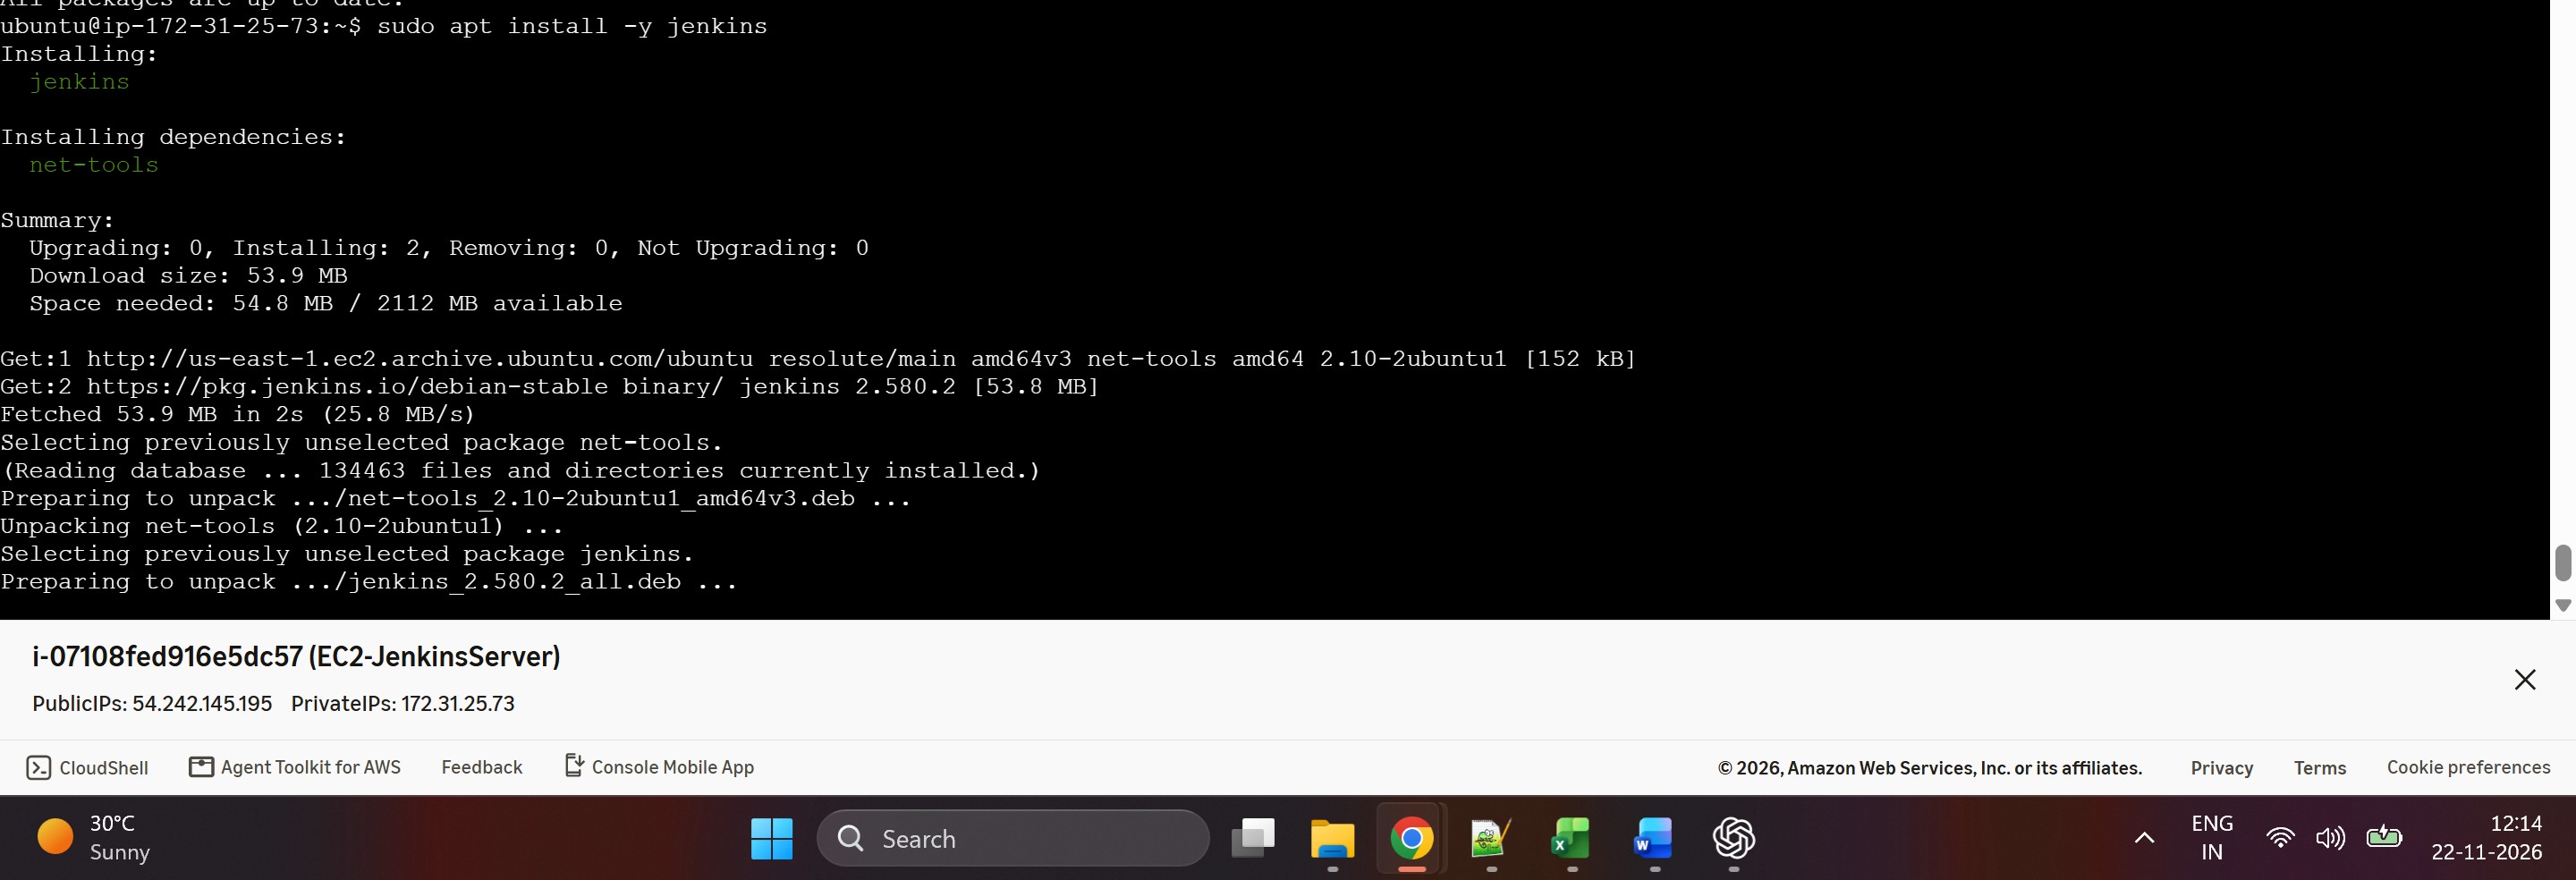 All packages are up to date.
ubuntu@ip-172-31-25-73:~$ sudo apt install -y jenkins
Installing:
  jenkins

Installing dependencies:
  net-tools

Summary:
  Upgrading: 0, Installing: 2, Removing: 0, Not Upgrading: 0
  Download size: 53.9 MB
  Space needed: 54.8 MB / 2112 MB available

Get:1 http://us-east-1.ec2.archive.ubuntu.com/ubuntu resolute/main amd64v3 net-tools amd64 2.10-2ubuntu1 [152 kB]
Get:2 https://pkg.jenkins.io/debian-stable binary/ jenkins 2.580.2 [53.8 MB]
Fetched 53.9 MB in 2s (25.8 MB/s)
Selecting previously unselected package net-tools.
(Reading database ... 134463 files and directories currently installed.)
Preparing to unpack .../net-tools_2.10-2ubuntu1_amd64v3.deb ...
Unpacking net-tools (2.10-2ubuntu1) ...
Selecting previously unselected package jenkins.
Preparing to unpack .../jenkins_2.580.2_all.deb ...
i-07108fed916e5dc57 (EC2-JenkinsServer)
PublicIPs: 54.242.145.195 PrivateIPs: 172.31.25.73
CloudShell Agent Toolkit for AWS Feedback Console Mobile App © 2026, Amazon Web Services, Inc. or its affiliates. Privacy Terms Cookie preferences
30°C
Sunny
Search
ENG
IN
12:14
22-11-2026